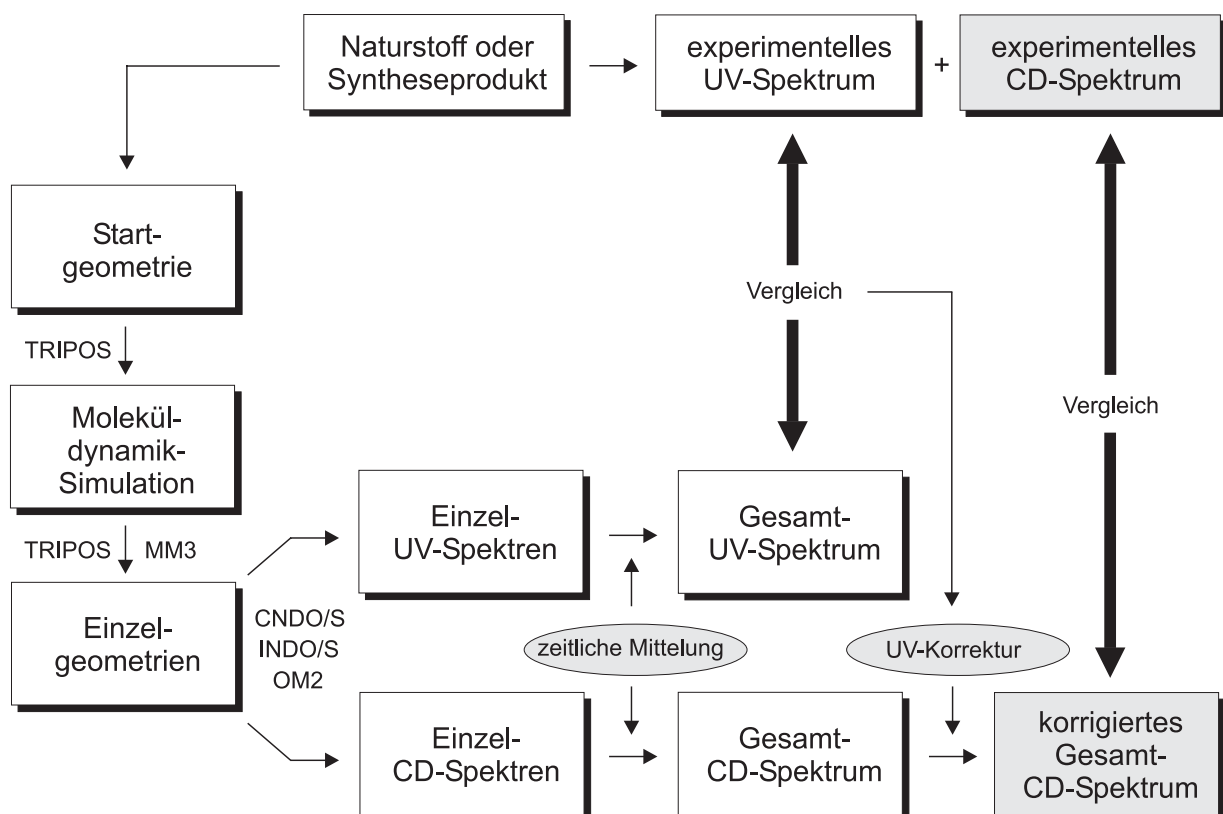 Naturstoff oder
Syntheseprodukt
experimentelles
UV-Spektrum
+
experimentelles
CD-Spektrum
Start-
geometrie
Vergleich
TRIPOS
Molekül-
dynamik-
Simulation
Vergleich
TRIPOS
MM3
Einzel-
UV-Spektren
Gesamt-
UV-Spektrum
Einzel-
geometrien
CNDO/S
INDO/S
OM2
zeitliche Mittelung
UV-Korrektur
Einzel-
CD-Spektren
Gesamt-
CD-Spektrum
korrigiertes
Gesamt-
CD-Spektrum